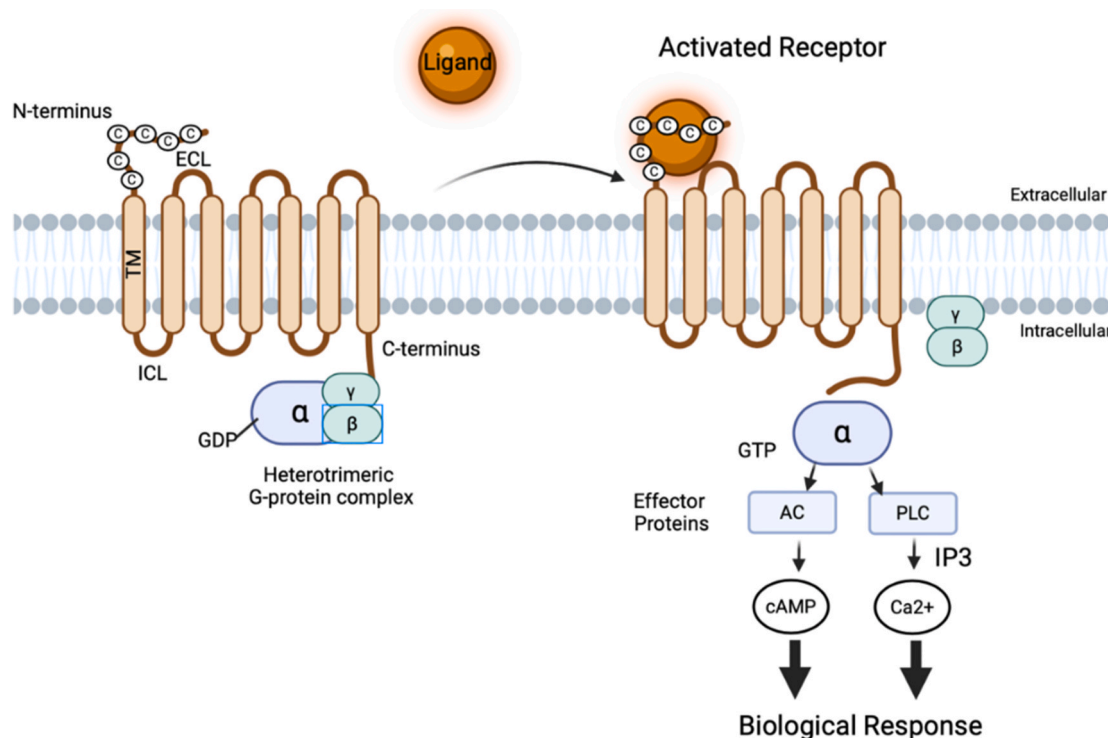 Ligand
Activated Receptor
N-terminus
C C C C
C
C
ECL
C C C C
C
C
Extracellular
TM
Intracellular
γ
β
C-terminus
ICL
γ
α
β
GDP
Heterotrimeric
G-protein complex
α
GTP
Effector
Proteins
AC
PLC
IP3
cAMP
Ca2+
Biological Response